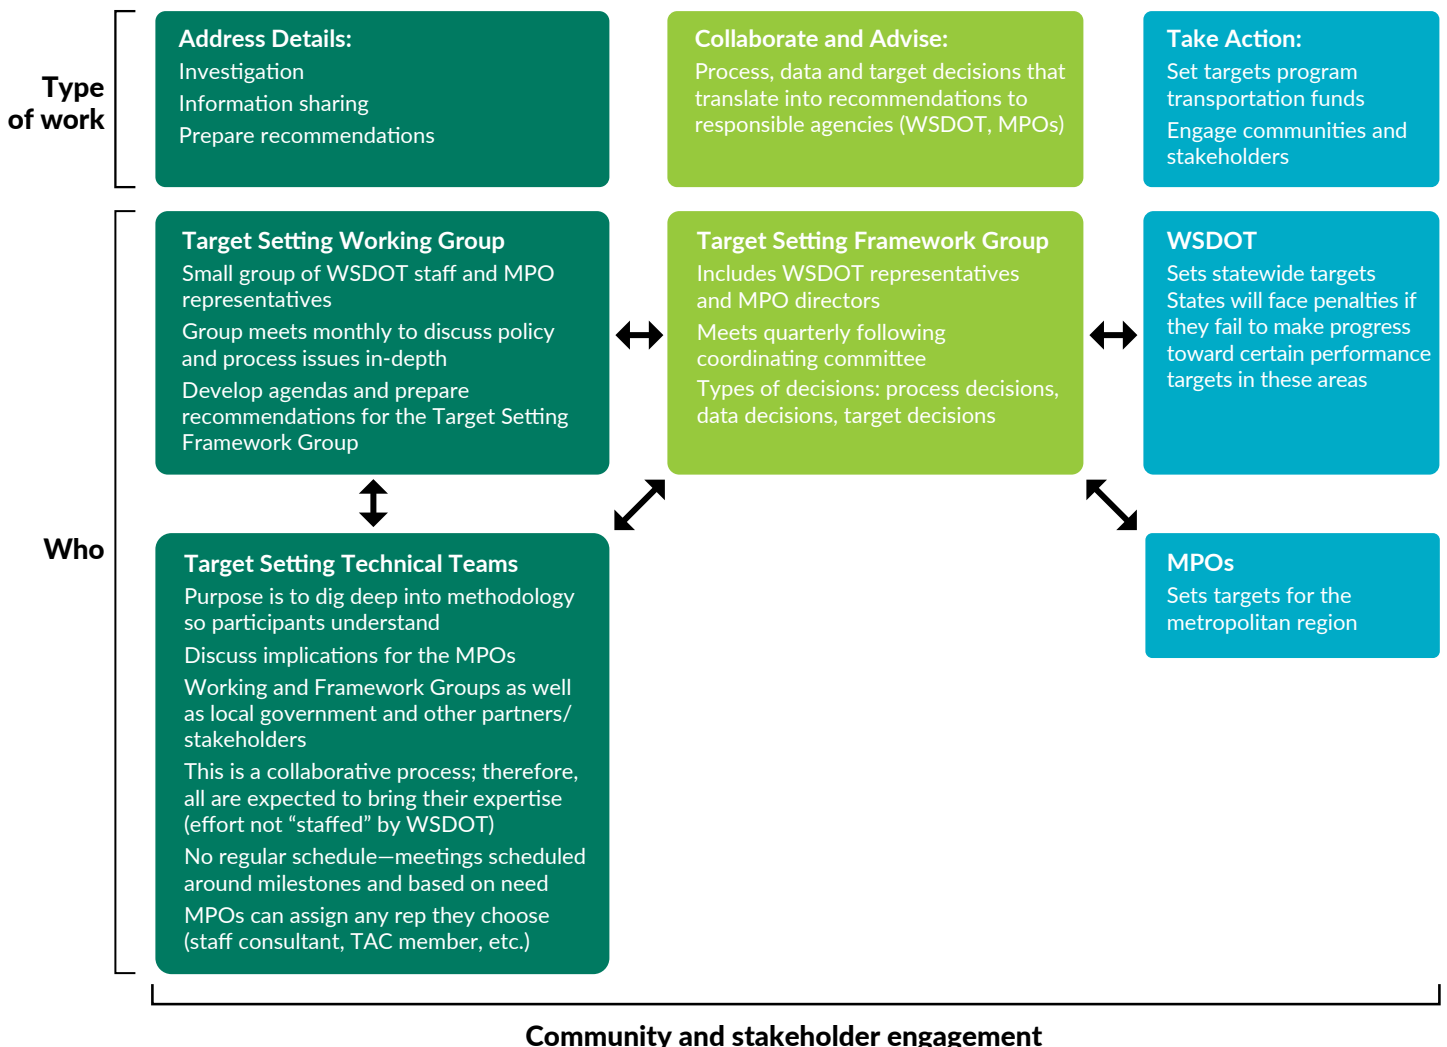 Type
of work
Address Details:
Investigation
Information sharing
Prepare recommendations
Collaborate and Advise:
Process, data and target decisions that
translate into recommendations to
responsible agencies (WSDOT, MPOs)
Take Action:
Set targets program
transportation funds
Engage communities and
stakeholders
Who
Target Setting Working Group
Small group of WSDOT staff and MPO
representatives
Group meets monthly to discuss policy
and process issues in-depth
Develop agendas and prepare
recommendations for the Target Setting
Framework Group
Target Setting Framework Group
Includes WSDOT representatives
and MPO directors
Meets quarterly following
coordinating committee
Types of decisions: process decisions,
data decisions, target decisions
WSDOT
Sets statewide targets
States will face penalties if
they fail to make progress
toward certain performance
targets in these areas
Target Setting Technical Teams
Purpose is to dig deep into methodology
so participants understand
Discuss implications for the MPOs
Working and Framework Groups as well
as local government and other partners/
stakeholders
This is a collaborative process; therefore,
all are expected to bring their expertise
(effort not “staffed” by WSDOT)
No regular schedule—meetings scheduled
around milestones and based on need
MPOs can assign any rep they choose
(staff consultant, TAC member, etc.)
MPOs
Sets targets for the
metropolitan region
Community and stakeholder engagement